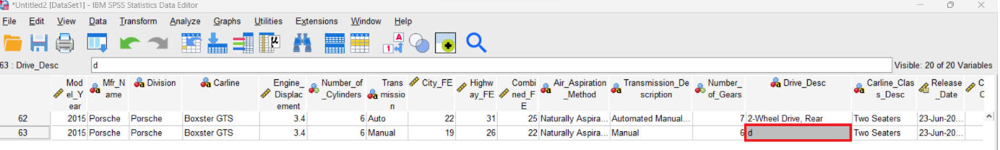 *Untitled2 [DataSet1] - IBM SPSS Statistics Data Editor
File Edit View Data Transform Analyze Graphs Utilities Extensions Window Help
A
1
μ
63 : Drive_Desc d Visible: 20 of 20 Variables
Model_Year Mfr_Name Division Carline Engine_Displacement Number_of_Cylinders Transmission City_FE Highway_FE Combined_FE Air_Aspiration_Method Transmission_Description Number_of_Gears Drive_Desc Carline_Class_Desc Release_Date C C
62 2015 Porsche Porsche Boxster GTS 3.4 6 Auto 22 31 25 Naturally Aspira... Automated Manual... 7 2-Wheel Drive, Rear Two Seaters 23-Jun-20...
63 2015 Porsche Porsche Boxster GTS 3.4 6 Manual 19 26 22 Naturally Aspira... Manual 6 d Two Seaters 23-Jun-20...